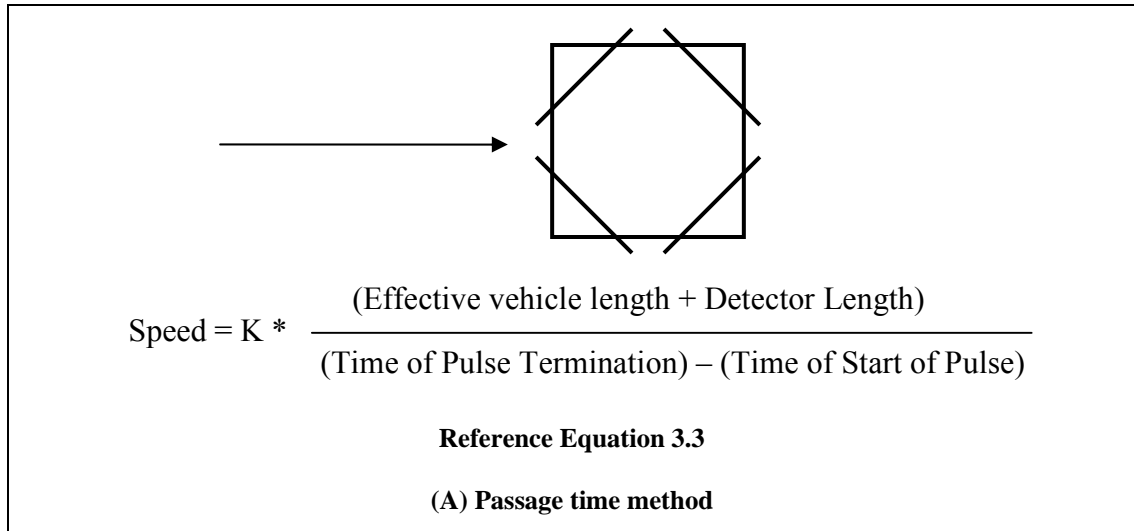 (Effective vehicle length + Detector Length)
Speed = K *
(Time of Pulse Termination) – (Time of Start of Pulse)
Reference Equation 3.3
(A) Passage time method